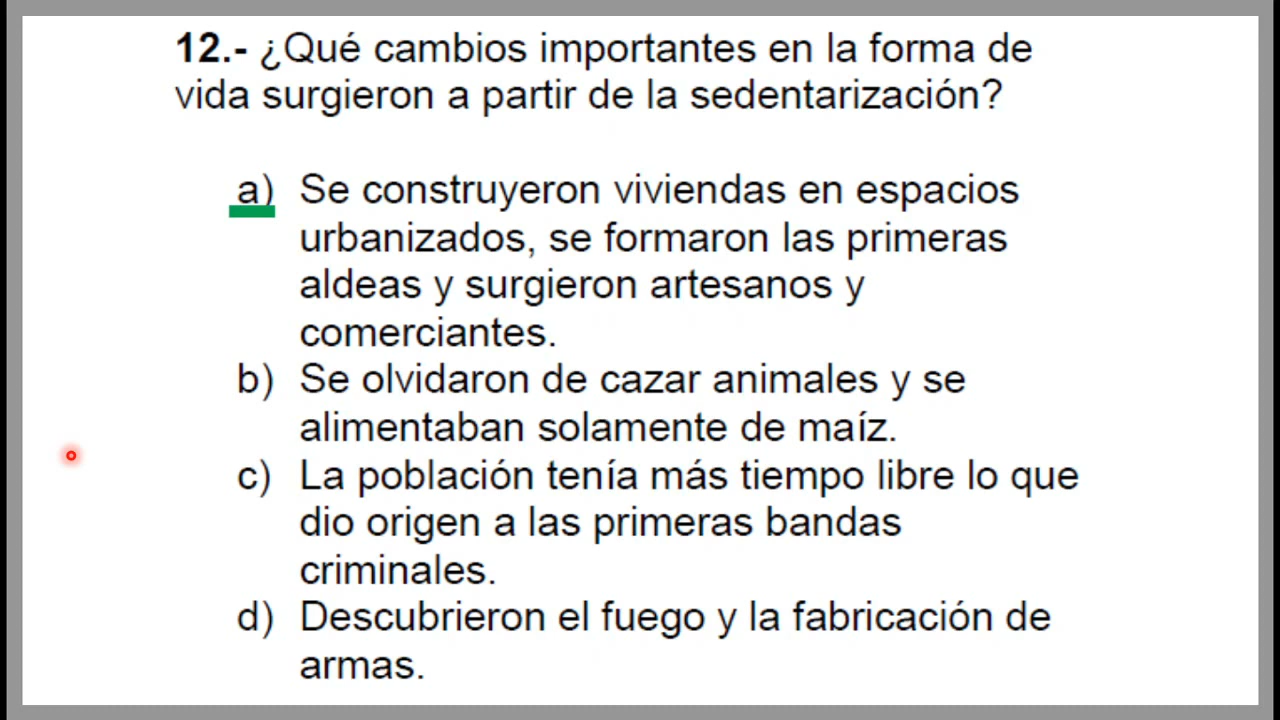 12.- ¿Qué cambios importantes en la forma de
vida surgieron a partir de la sedentarización?
a) Se construyeron viviendas en espacios
urbanizados, se formaron las primeras
aldeas y surgieron artesanos y
comerciantes.
b) Se olvidaron de cazar animales y se
alimentaban solamente de maíz.
c) La población tenía más tiempo libre lo que
dio origen a las primeras bandas
criminales.
d) Descubrieron el fuego y la fabricación de
armas.